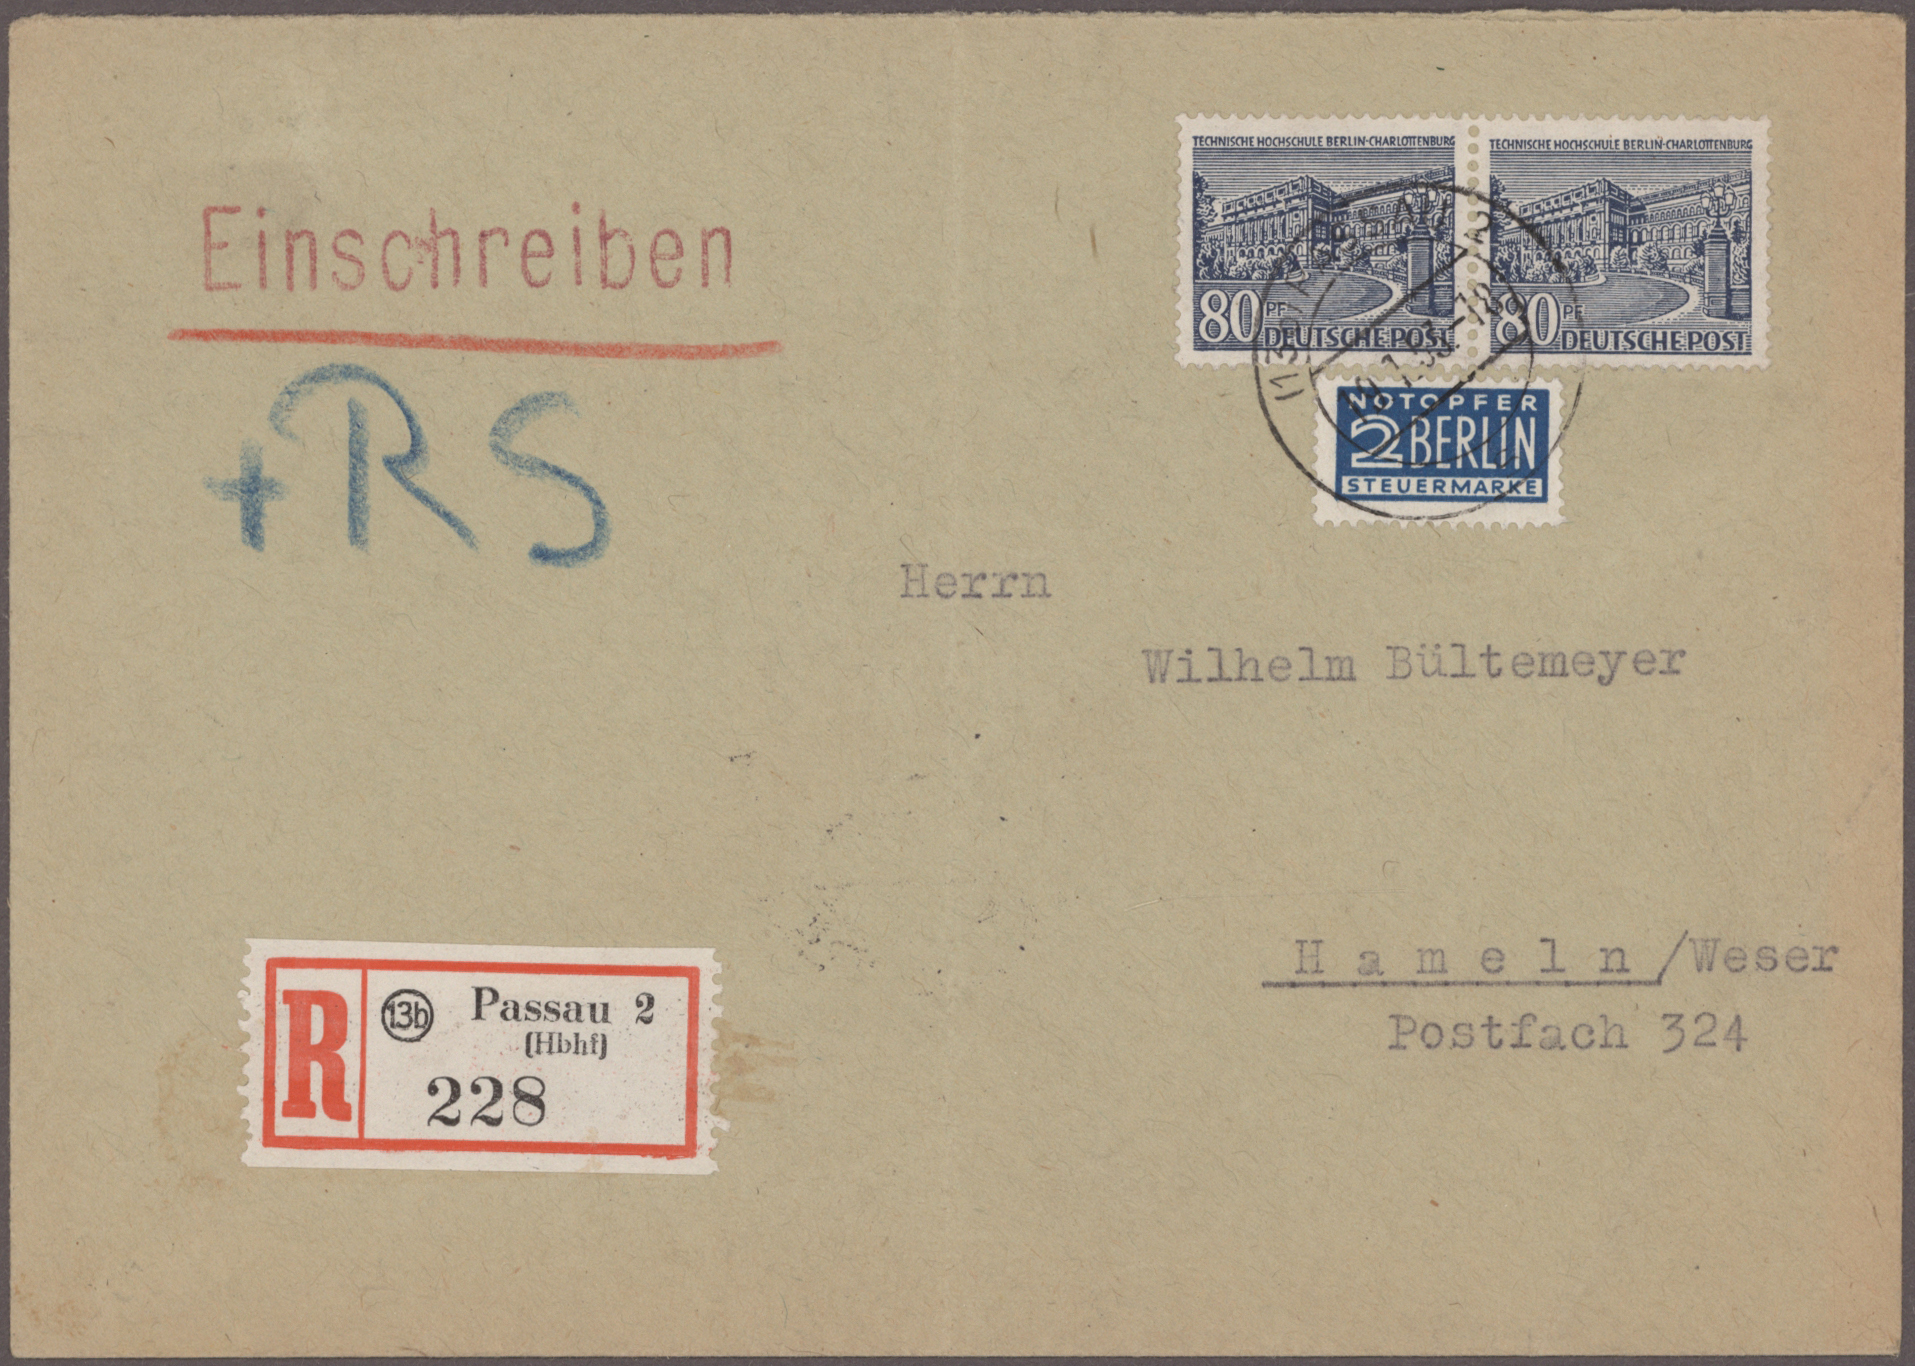 Einschreiben
+RS
TECHNISCHE HOCHSCHULE BERLIN-CHARLOTTENBURG
80 PF
DEUTSCHE POST
TECHNISCHE HOCHSCHULE BERLIN-CHARLOTTENBURG
80 PF
DEUTSCHE POST
NOTOPFER
2 BERLIN
STEUERMARKE
Herrn
Wilhelm Bültemeyer
Hameln/Weser
Postfach 324
R
13b Passau 2
(Hbhf)
228